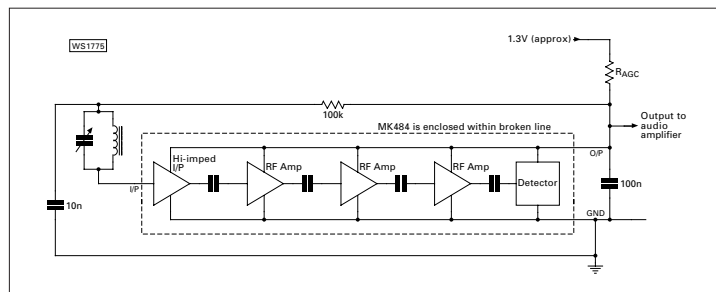 WS1775
1.3V (approx)
RAGC
100k
Output to
audio
amplifier
MK484 is enclosed within broken line
O/P
Hi-imped
I/P
RF Amp
RF Amp
RF Amp
Detector
I/P
10n
100n
GND